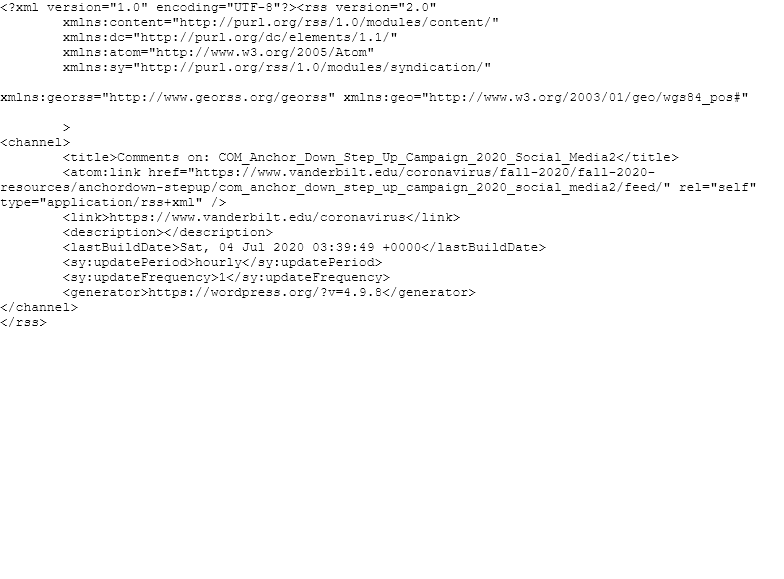 <?xml version="1.0" encoding="UTF-8"?><rss version="2.0"
xmlns:content="http://purl.org/rss/1.0/modules/content/"
xmlns:dc="http://purl.org/dc/elements/1.1/"
xmlns:atom="http://www.w3.org/2005/Atom"
xmlns:sy="http://purl.org/rss/1.0/modules/syndication/"
xmlns:georss="http://www.georss.org/georss" xmlns:geo="http://www.w3.org/2003/01/geo/wgs84_pos#"
>
<channel>
<title>Comments on: COM_Anchor_Down_Step_Up_Campaign_2020_Social_Media2</title>
<atom:link href="https://www.vanderbilt.edu/coronavirus/fall-2020/fall-2020-
resources/anchordown-stepup/com_anchor_down_step_up_campaign_2020_social_media2/feed/" rel="self"
type="application/rss+xml" />
<link>https://www.vanderbilt.edu/coronavirus</link>
<description></description>
<lastBuildDate>Sat, 04 Jul 2020 03:39:49 +0000</lastBuildDate>
<sy:updatePeriod>hourly</sy:updatePeriod>
<sy:updateFrequency>1</sy:updateFrequency>
<generator>https://wordpress.org/?v=4.9.8</generator>
</channel>
</rss>